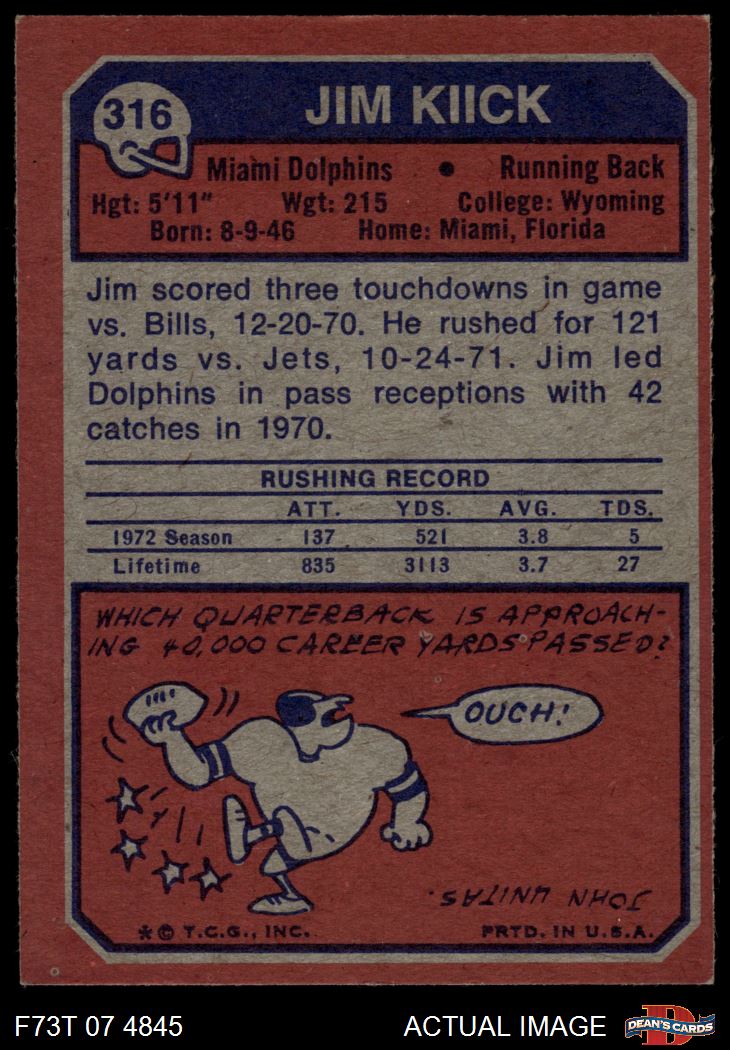 316
JIM KIICK
Miami Dolphins • Running Back
Hgt: 5'11" Wgt: 215 College: Wyoming
Born: 8-9-46 Home: Miami, Florida
Jim scored three touchdowns in game
vs. Bills, 12-20-70. He rushed for 121
yards vs. Jets, 10-24-71. Jim led
Dolphins in pass receptions with 42
catches in 1970.
RUSHING RECORD
ATT. YDS. AVG. TDS.
1972 Season 137 521 3.8 5
Lifetime 835 3113 3.7 27
WHICH QUARTERBACK IS APPROACH-
ING 40,000 CAREER YARDS PASSED?
OUCH!
JOHN UNITAS.
*© T.C.G., INC. PRTD. IN U.S.A.
F73T 07 4845 ACTUAL IMAGE
D
DEAN'S CARDS